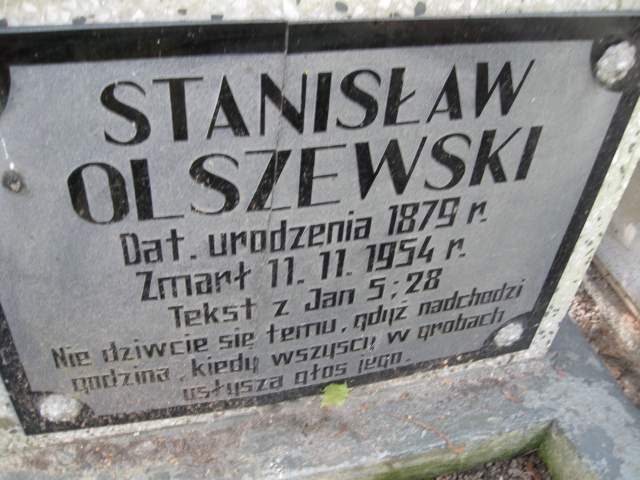 STANISŁAW
OLSZEWSKI
Dat. urodzenia 1879 r.
Zmarł 11. 11. 1954 r.
Tekst z Jan 5:28
Nie dziwcie się temu, gdyż nadchodzi
godzina, kiedy wszyscy w grobach
usłyszą głos jego.